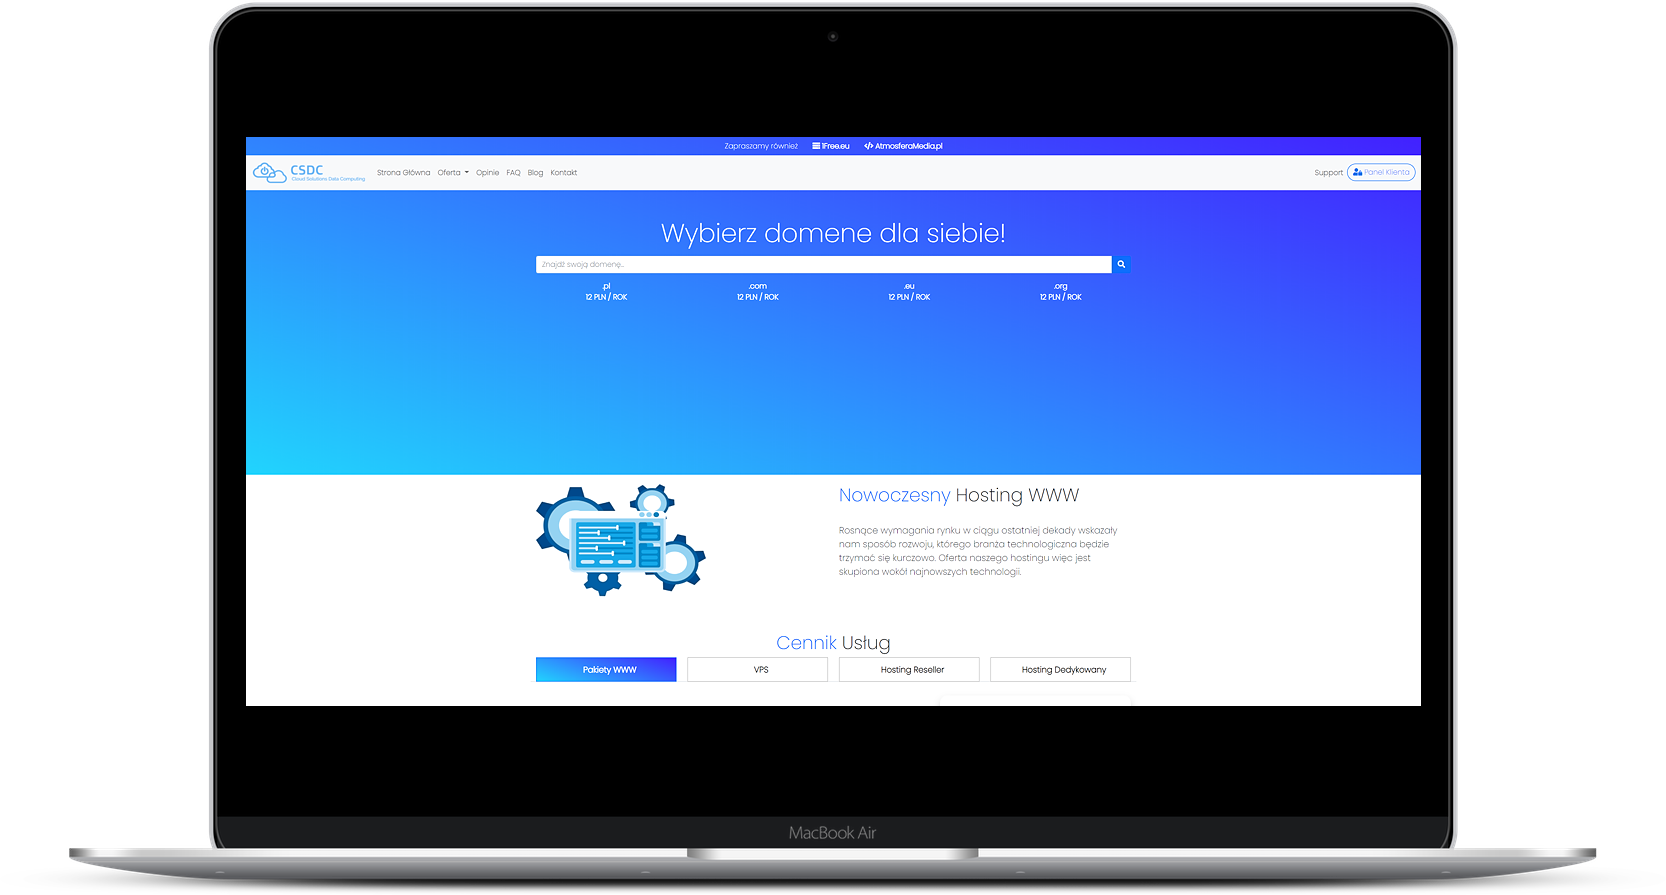 Zapraszamy również 1Free.eu AtmosferaMedia.pl
CSDC
Cloud Solutions Data Computing
Strona Główna Oferta Opinie FAQ Blog Kontakt
Support Panel Klienta
Wybierz domene dla siebie!
Znajdź swoją domenę..
.pl .com .eu .org
12 PLN / ROK 12 PLN / ROK 12 PLN / ROK 12 PLN / ROK
Nowoczesny Hosting WWW
Rosnące wymagania rynku w ciągu ostatniej dekady wskazały
nam sposób rozwoju, którego branża technologiczna będzie
trzymać się kurczowo. Oferta naszego hostingu więc jest
skupiona wokół najnowszych technologii.
Cennik Usług
Pakiety WWW VPS Hosting Reseller Hosting Dedykowany
MacBook Air